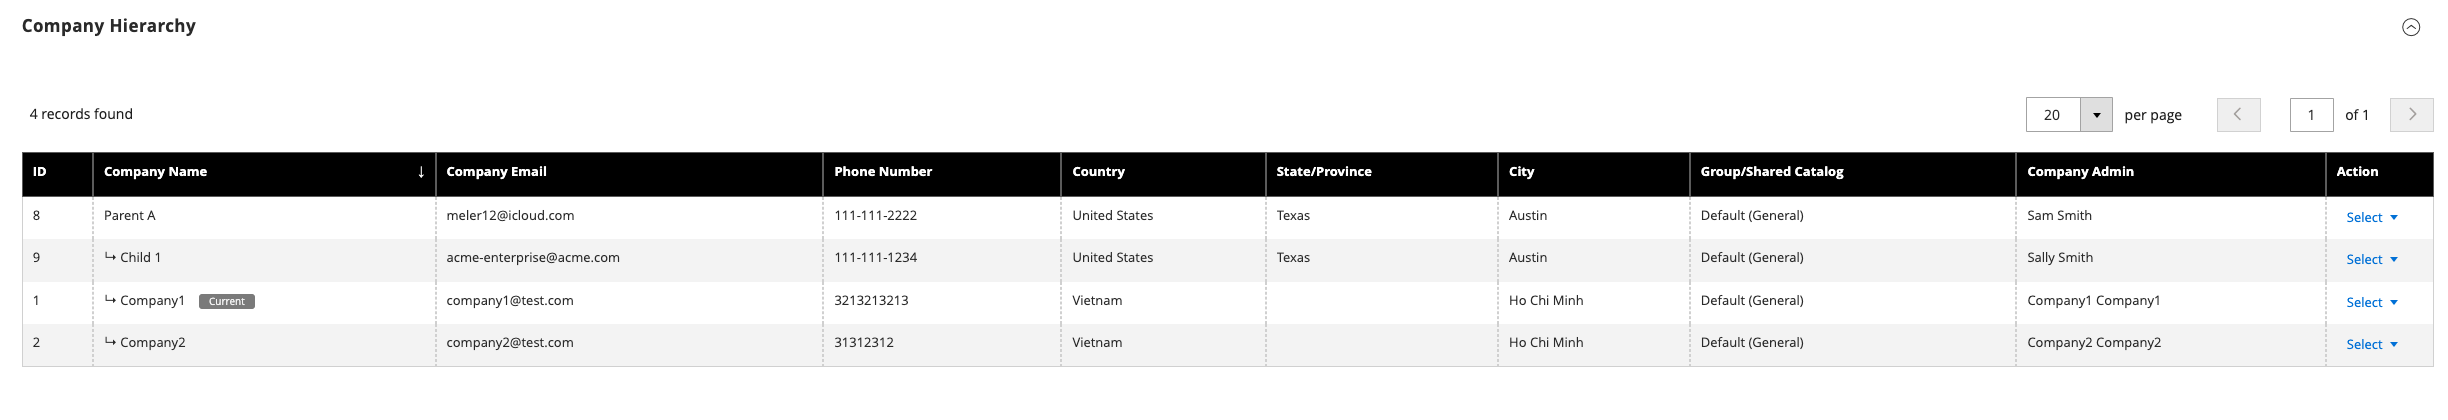 Company Hierarchy
4 records found 20 per page 1 of 1
ID Company Name ↓ Company Email Phone Number Country State/Province City Group/Shared Catalog Company Admin Action
8 Parent A meler12@icloud.com 111-111-2222 United States Texas Austin Default (General) Sam Smith Select
9 ↳ Child 1 acme-enterprise@acme.com 111-111-1234 United States Texas Austin Default (General) Sally Smith Select
1 ↳ Company1 Current company1@test.com 3213213213 Vietnam Ho Chi Minh Default (General) Company1 Company1 Select
2 ↳ Company2 company2@test.com 31312312 Vietnam Ho Chi Minh Default (General) Company2 Company2 Select